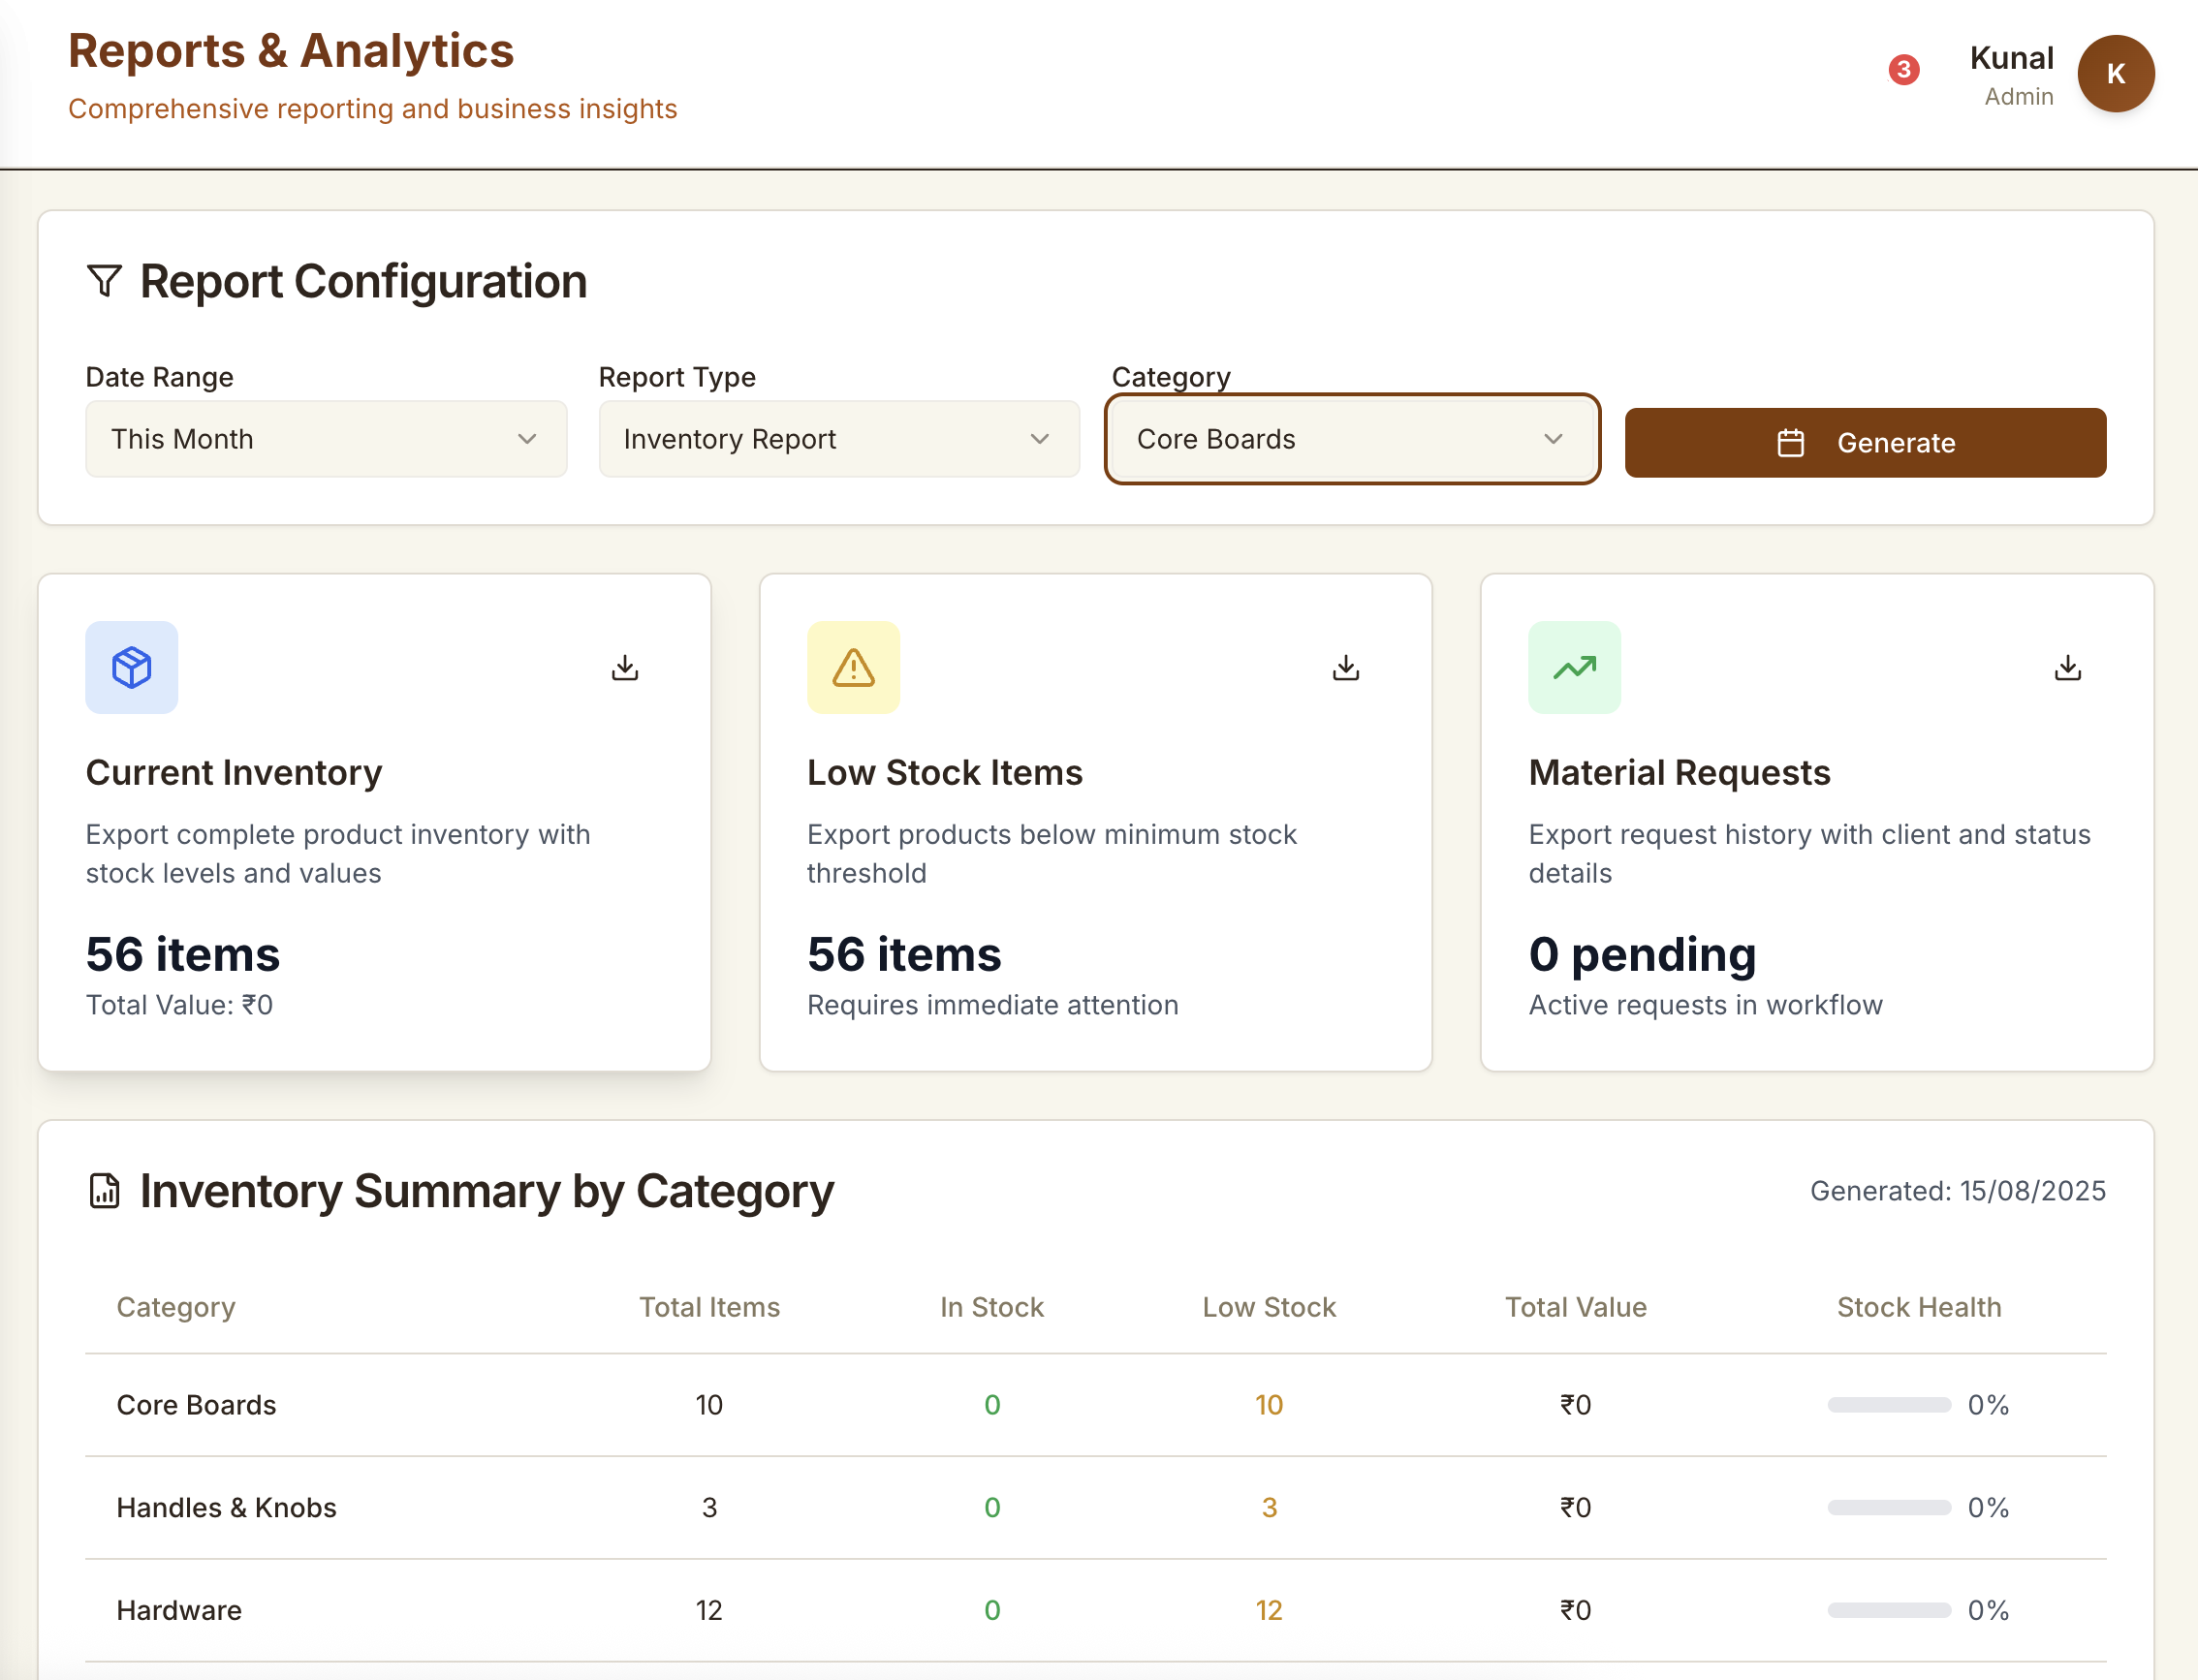 Reports & Analytics
Comprehensive reporting and business insights
3
Kunal
Admin
K
Report Configuration
Date Range
Report Type
Category
This Month
Inventory Report
Core Boards
Generate
Current Inventory
Export complete product inventory with
stock levels and values
56 items
Total Value: ₹0
Low Stock Items
Export products below minimum stock
threshold
56 items
Requires immediate attention
Material Requests
Export request history with client and status
details
0 pending
Active requests in workflow
Inventory Summary by Category
Generated: 15/08/2025
Category Total Items In Stock Low Stock Total Value Stock Health
Core Boards 10 0 10 ₹0 0%
Handles & Knobs 3 0 3 ₹0 0%
Hardware 12 0 12 ₹0 0%